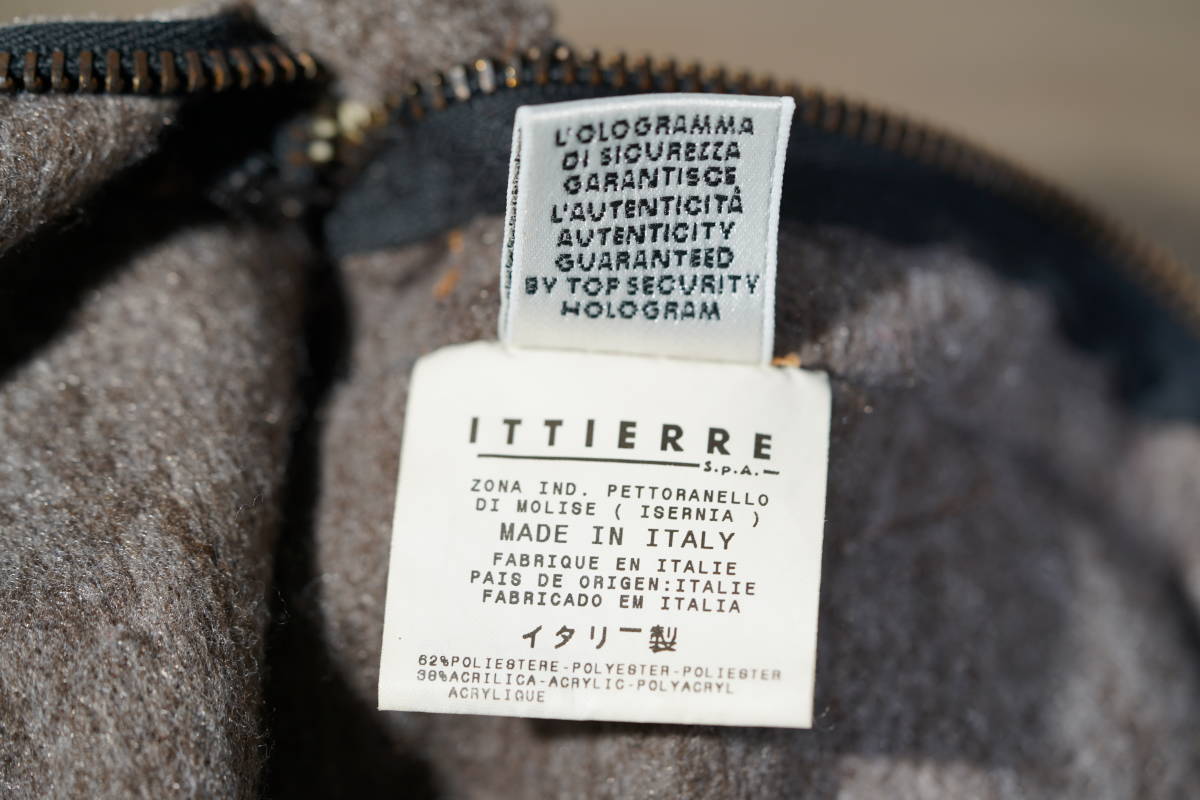 L'OLOGRAMMA
DI SICUREZZA
GARANTISCE
L'AUTENTICITÀ
AUTENTICITY
GUARANTEED
BY TOP SECURITY
HOLOGRAM
ITTIERRE
S.p.A.
ZONA IND. PETTORANELLO
DI MOLISE ( ISERNIA )
MADE IN ITALY
FABRIQUE EN ITALIE
PAIS DE ORIGEN:ITALIE
FABRICADO EM ITALIA
イタリー製
62%POLIESTERE-POLYESTER-POLIESTER
38%ACRILICA-ACRYLIC-POLYACRYL
ACRYLIQUE